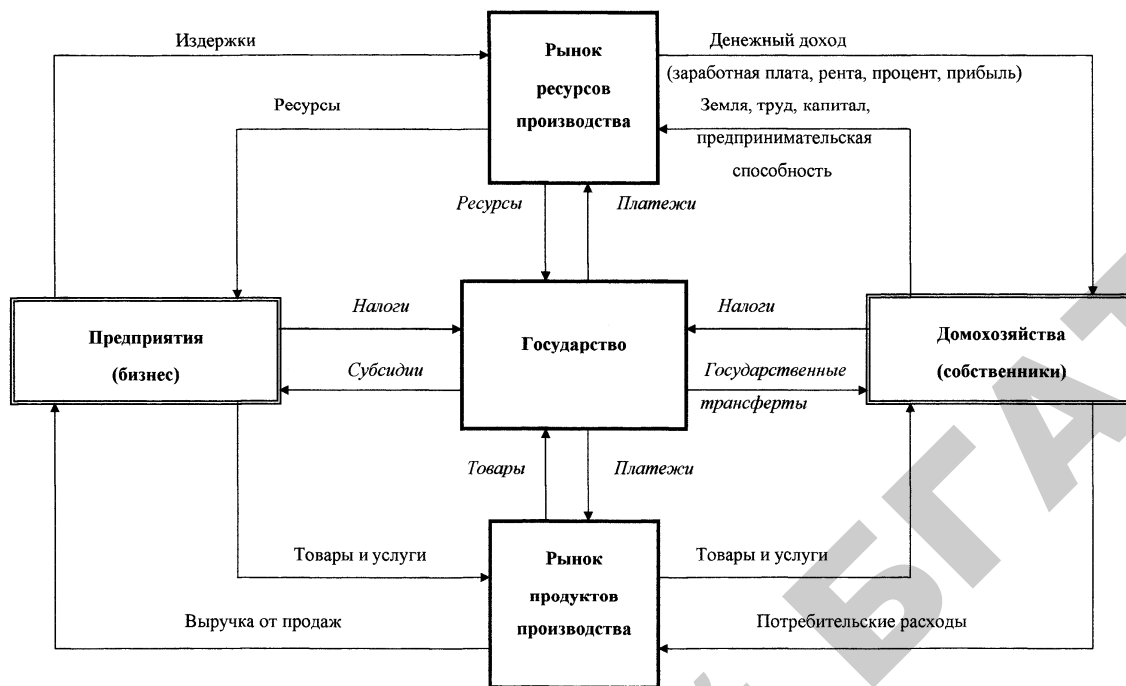 Издержки
Рынок
ресурсов
производства
Денежный доход
(заработная плата, рента, процент, прибыль)
Ресурсы
Земля, труд, капитал,
предпринимательская
способность
Ресурсы
Платежи
Предприятия
(бизнес)
Налоги
Субсидии
Государство
Налоги
Государственные
трансферты
Домохозяйства
(собственники)
Товары
Платежи
Товары и услуги
Рынок
продуктов
производства
Товары и услуги
Выручка от продаж
Потребительские расходы
БГАТ